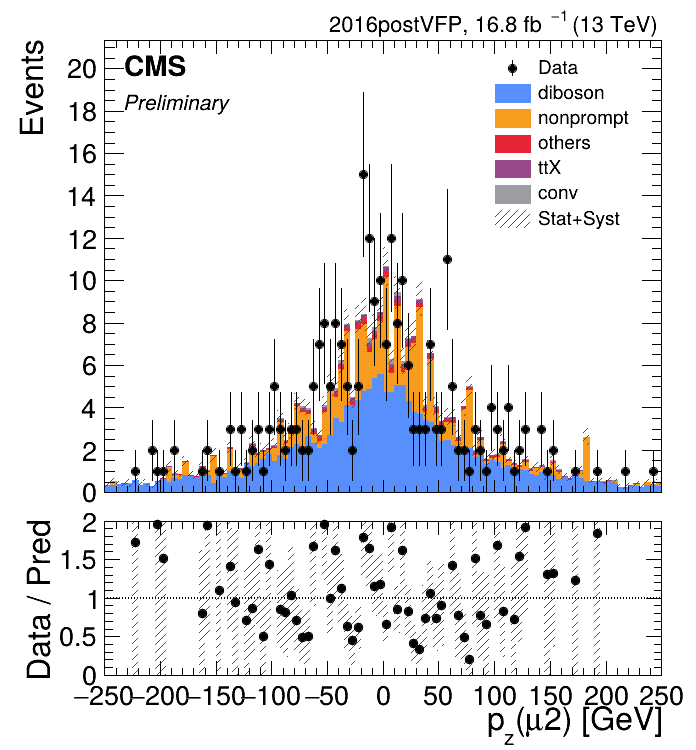 2016postVFP, 16.8 fb⁻¹ (13 TeV)
Events
20
18
16
14
12
10
8
6
4
2
0
CMS
Preliminary
Data
diboson
nonprompt
others
ttX
conv
Stat+Syst
Data / Pred
2
1.5
1
0.5
0
−250 −200 −150 −100 −50 0 50 100 150 200 250
p_z(μ2) [GeV]